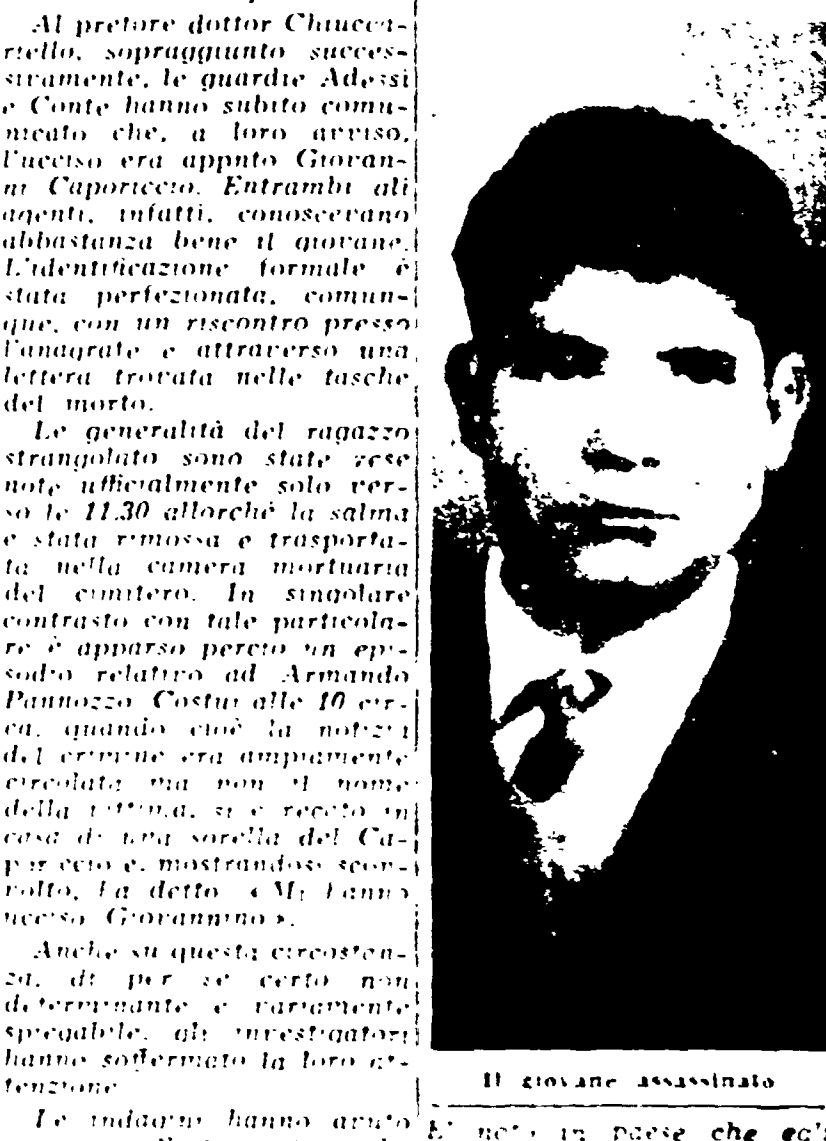 Al pretore dottor Chiucca-
riello, sopraggiunto succes-
sivamente, le guardie Adessi
e Conte hanno subito comu-
nicato che, a loro avviso,
l'ucciso era appnto Giovan-
ni Caporiccio. Entrambi gli
agenti, infatti, conoscevano
abbastanza bene il giovane.
L'identificazione formale è
stata perfezionata, comun-
que, con un riscontro presso
l'anagrafe e attraverso una
lettera trovata nelle tasche
del morto.
Le generalità del ragazzo
strangolato sono state rese
note ufficialmente solo ver-
so le 11.30 allorchè la salma
è stata rimossa e trasporta-
ta nella camera mortuaria
del cimitero. In singolare
contrasto con tale particola-
re è apparso perciò un epi-
sodio relativo ad Armando
Pannozzo. Costui alle 10 cir-
ca, quando cioè la notizia
del crimine era ampiamente
circolata ma non il nome
della vittima, si è recato in
casa di una sorella del Ca-
poriccio e, mostrandosi scon-
volto, ha detto: «Mi hanno
ucciso Giovannino».
Anche su questa circostan-
za, di per sè certo non
determinante e variamente
spiegabile, gli investigatori
hanno soffermato la loro at-
tenzione.
Le indagini hanno avuto
Il giovane assassinato
E' noto in paese che